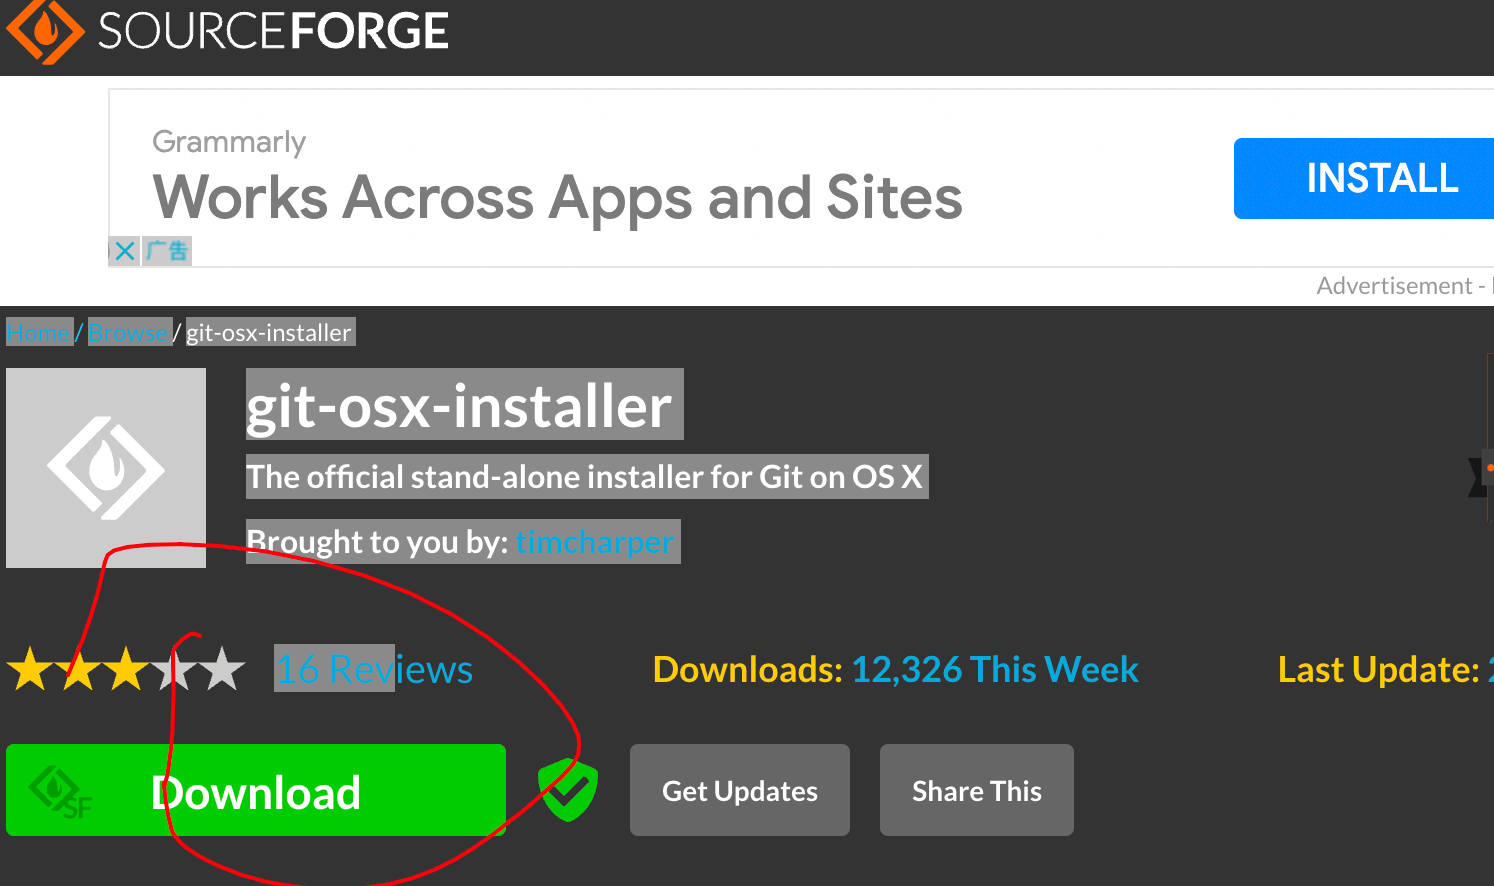 SOURCEFORGE
Grammarly
Works Across Apps and Sites
INSTALL
广告
Advertisement -
Home / Browse / git-osx-installer
git-osx-installer
The official stand-alone installer for Git on OS X
Brought to you by: timcharper
16 Reviews
Downloads: 12,326 This Week
Last Update:
SF
Download
Get Updates
Share This